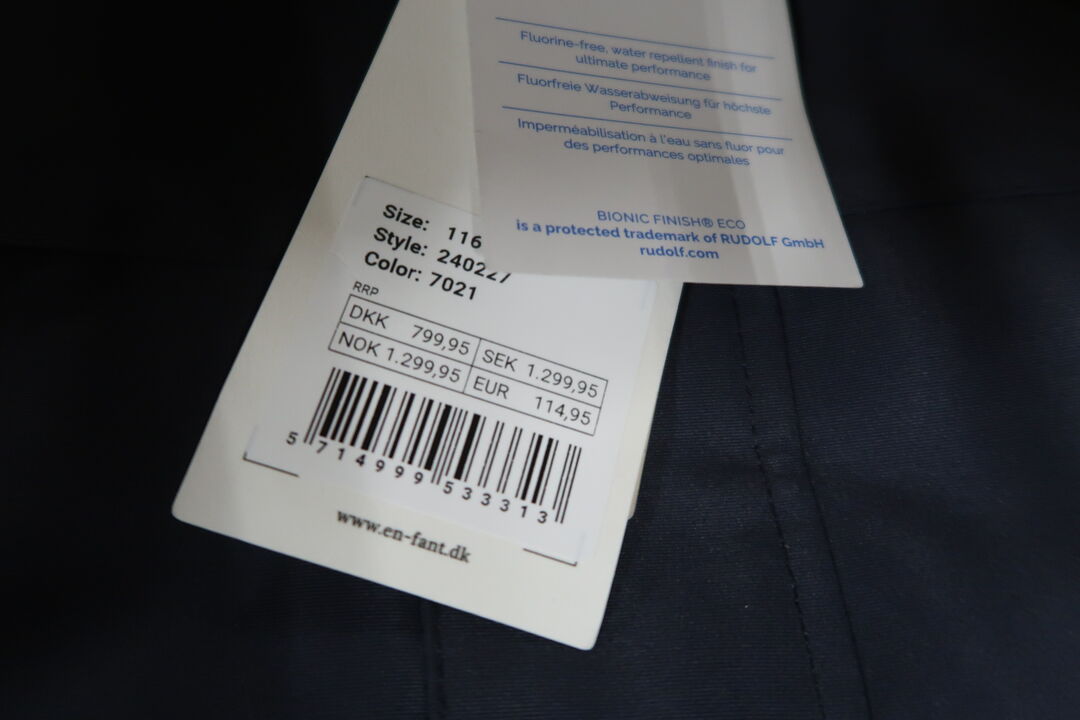 Fluorine-free, water repellent finish for
ultimate performance
Fluorfreie Wasserabweisung für höchste
Performance
Imperméabilisation à l'eau sans fluor pour
des performances optimales
BIONIC FINISH® ECO
is a protected trademark of RUDOLF GmbH
rudolf.com
Size: 116
Style: 240227
Color: 7021
RRP
DKK 799,95 SEK 1.299,95
NOK 1.299,95 EUR 114,95
5 714999 533313
www.en-fant.dk